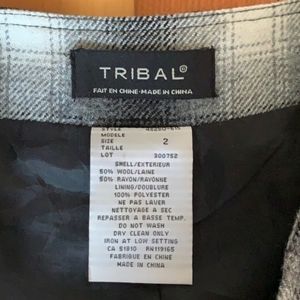 TRIBAL®
FAIT EN CHINE·MADE IN CHINA
STYLE
MODELE
SIZE 2
TAILLE
LOT 300752
SHELL/EXTERIEUR
50% WOOL/LAINE
50% RAYON/RAYONNE
LINING/DOUBLURE
100% POLYESTER
NE PAS LAVER
NETTOYAGE A SEC
REPASSER A BASSE TEMP.
DO NOT WASH
DRY CLEAN ONLY
IRON AT LOW SETTING
CA 51810 RN119165
FABRIQUE EN CHINE
MADE IN CHINA